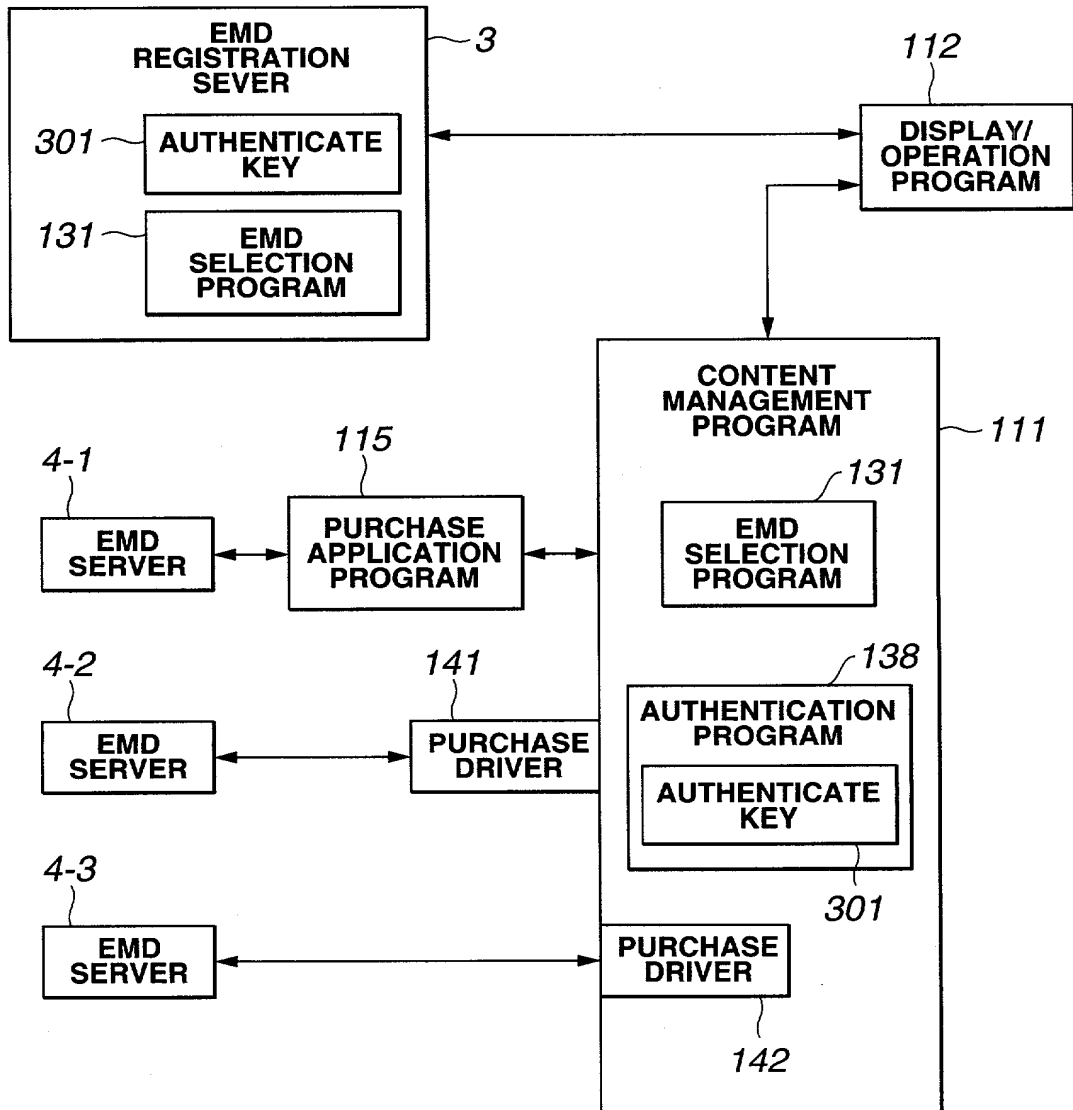 EMD
REGISTRATION
SEVER
3
301
AUTHENTICATE
KEY
131
EMD
SELECTION
PROGRAM
112
DISPLAY/
OPERATION
PROGRAM
CONTENT
MANAGEMENT
PROGRAM
111
4-1
EMD
SERVER
115
PURCHASE
APPLICATION
PROGRAM
131
EMD
SELECTION
PROGRAM
4-2
EMD
SERVER
141
PURCHASE
DRIVER
138
AUTHENTICATION
PROGRAM
AUTHENTICATE
KEY
301
4-3
EMD
SERVER
PURCHASE
DRIVER
142